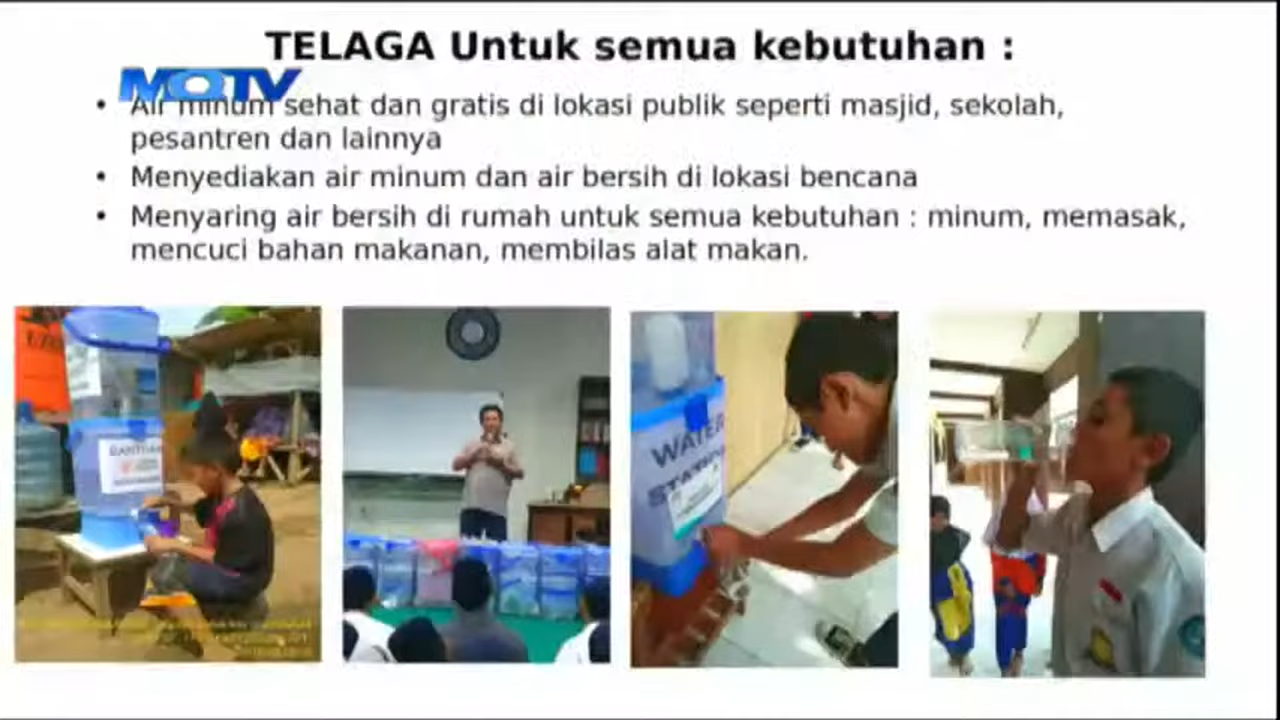 TELAGA Untuk semua kebutuhan :
MQTV
• Air minum sehat dan gratis di lokasi publik seperti masjid, sekolah,
pesantren dan lainnya
• Menyediakan air minum dan air bersih di lokasi bencana
• Menyaring air bersih di rumah untuk semua kebutuhan : minum, memasak,
mencuci bahan makanan, membilas alat makan.
BANTUAN
WATER
STATION